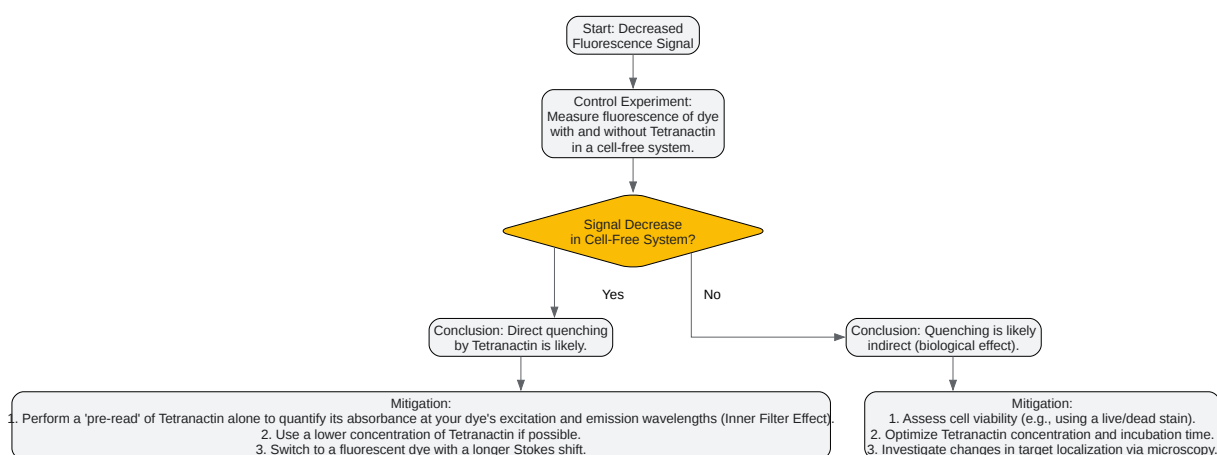 Start: Decreased
Fluorescence Signal
Control Experiment:
Measure fluorescence of dye
with and without Tetranactin
in a cell-free system.
Signal Decrease
in Cell-Free System?
Yes
No
Conclusion: Direct quenching
by Tetranactin is likely.
Conclusion: Quenching is likely
indirect (biological effect).
Mitigation:
1. Perform a 'pre-read' of Tetranactin alone to quantify its absorbance at your dye's excitation and emission wavelengths (Inner Filter Effect).
2. Use a lower concentration of Tetranactin if possible.
3. Switch to a fluorescent dye with a longer Stokes shift.
Mitigation:
1. Assess cell viability (e.g., using a live/dead stain).
2. Optimize Tetranactin concentration and incubation time.
3. Investigate changes in target localization via microscopy.